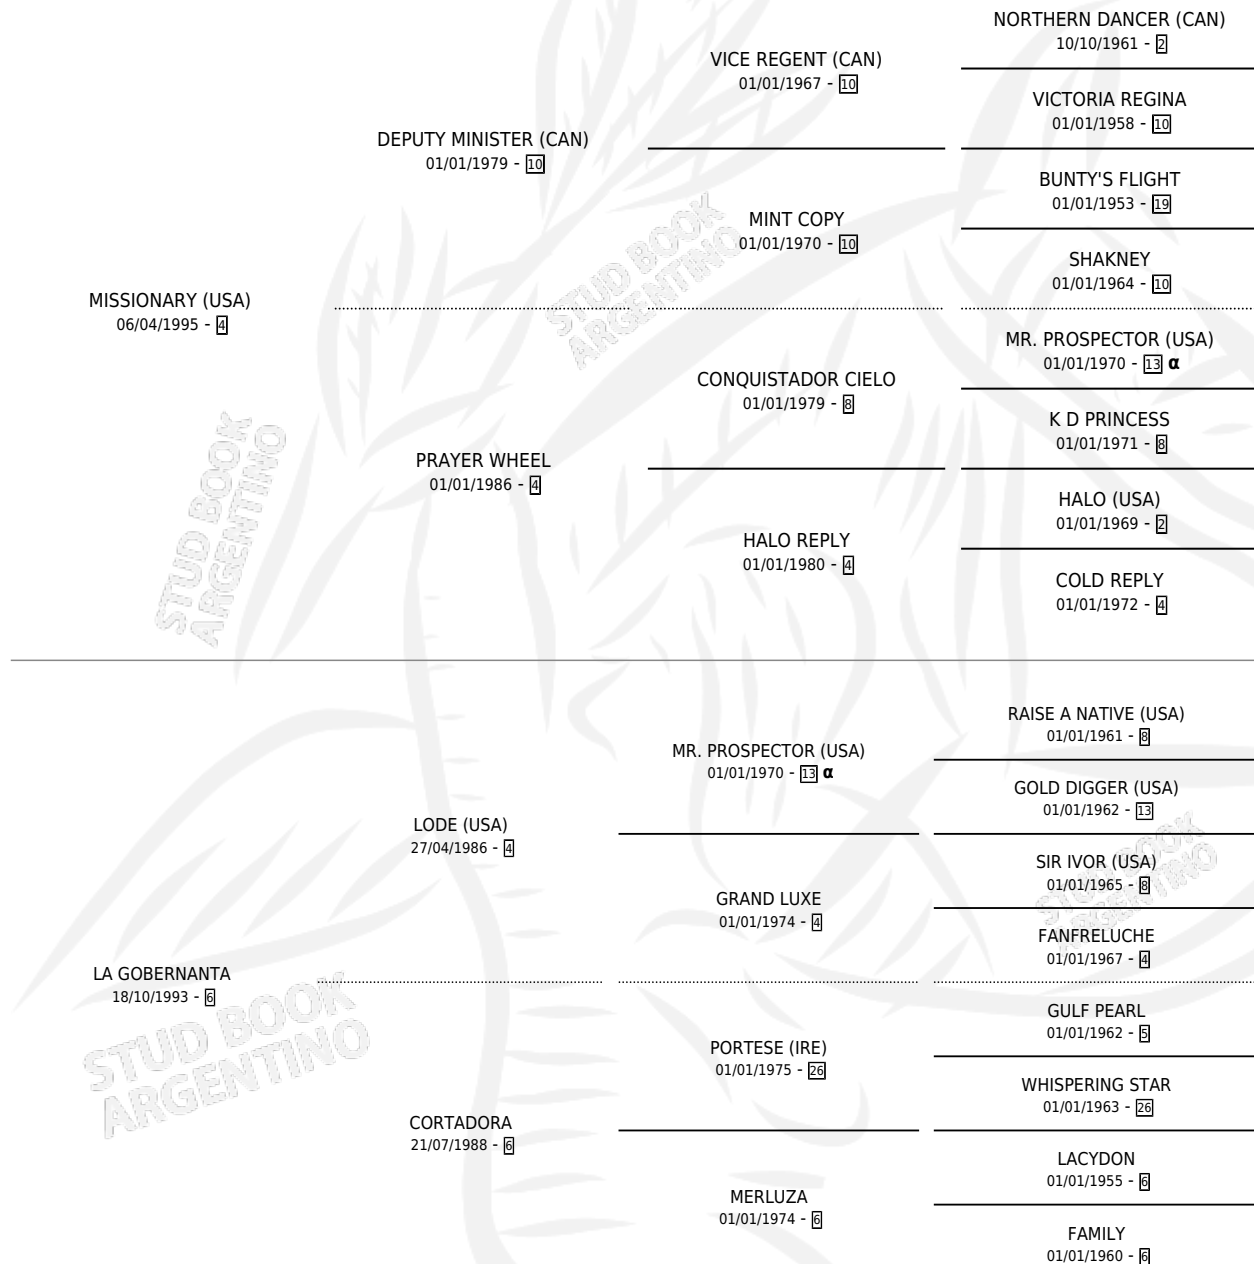 NORTHERN DANCER (CAN)
10/10/1961 - 2
VICE REGENT (CAN)
01/01/1967 - 10
VICTORIA REGINA
01/01/1958 - 10
DEPUTY MINISTER (CAN)
01/01/1979 - 10
BUNTY'S FLIGHT
01/01/1953 - 19
MINT COPY
01/01/1970 - 10
SHAKNEY
01/01/1964 - 10
MISSIONARY (USA)
06/04/1995 - 4
MR. PROSPECTOR (USA)
01/01/1970 - 13 α
CONQUISTADOR CIELO
01/01/1979 - 8
K D PRINCESS
01/01/1971 - 8
PRAYER WHEEL
01/01/1986 - 4
HALO (USA)
01/01/1969 - 2
HALO REPLY
01/01/1980 - 4
COLD REPLY
01/01/1972 - 4
RAISE A NATIVE (USA)
01/01/1961 - 8
MR. PROSPECTOR (USA)
01/01/1970 - 13 α
GOLD DIGGER (USA)
01/01/1962 - 13
LODE (USA)
27/04/1986 - 4
SIR IVOR (USA)
01/01/1965 - 8
GRAND LUXE
01/01/1974 - 4
FANFRELUCHE
01/01/1967 - 4
LA GOBERNANTA
18/10/1993 - 6
GULF PEARL
01/01/1962 - 5
PORTESE (IRE)
01/01/1975 - 26
WHISPERING STAR
01/01/1963 - 26
CORTADORA
21/07/1988 - 6
LACYDON
01/01/1955 - 6
MERLUZA
01/01/1974 - 6
FAMILY
01/01/1960 - 6
STUD BOOK
ARGENTINO
STUD BOOK
ARGENTINO
STUD BOOK
ARGENTINO
STUD BOOK
ARGENTINO